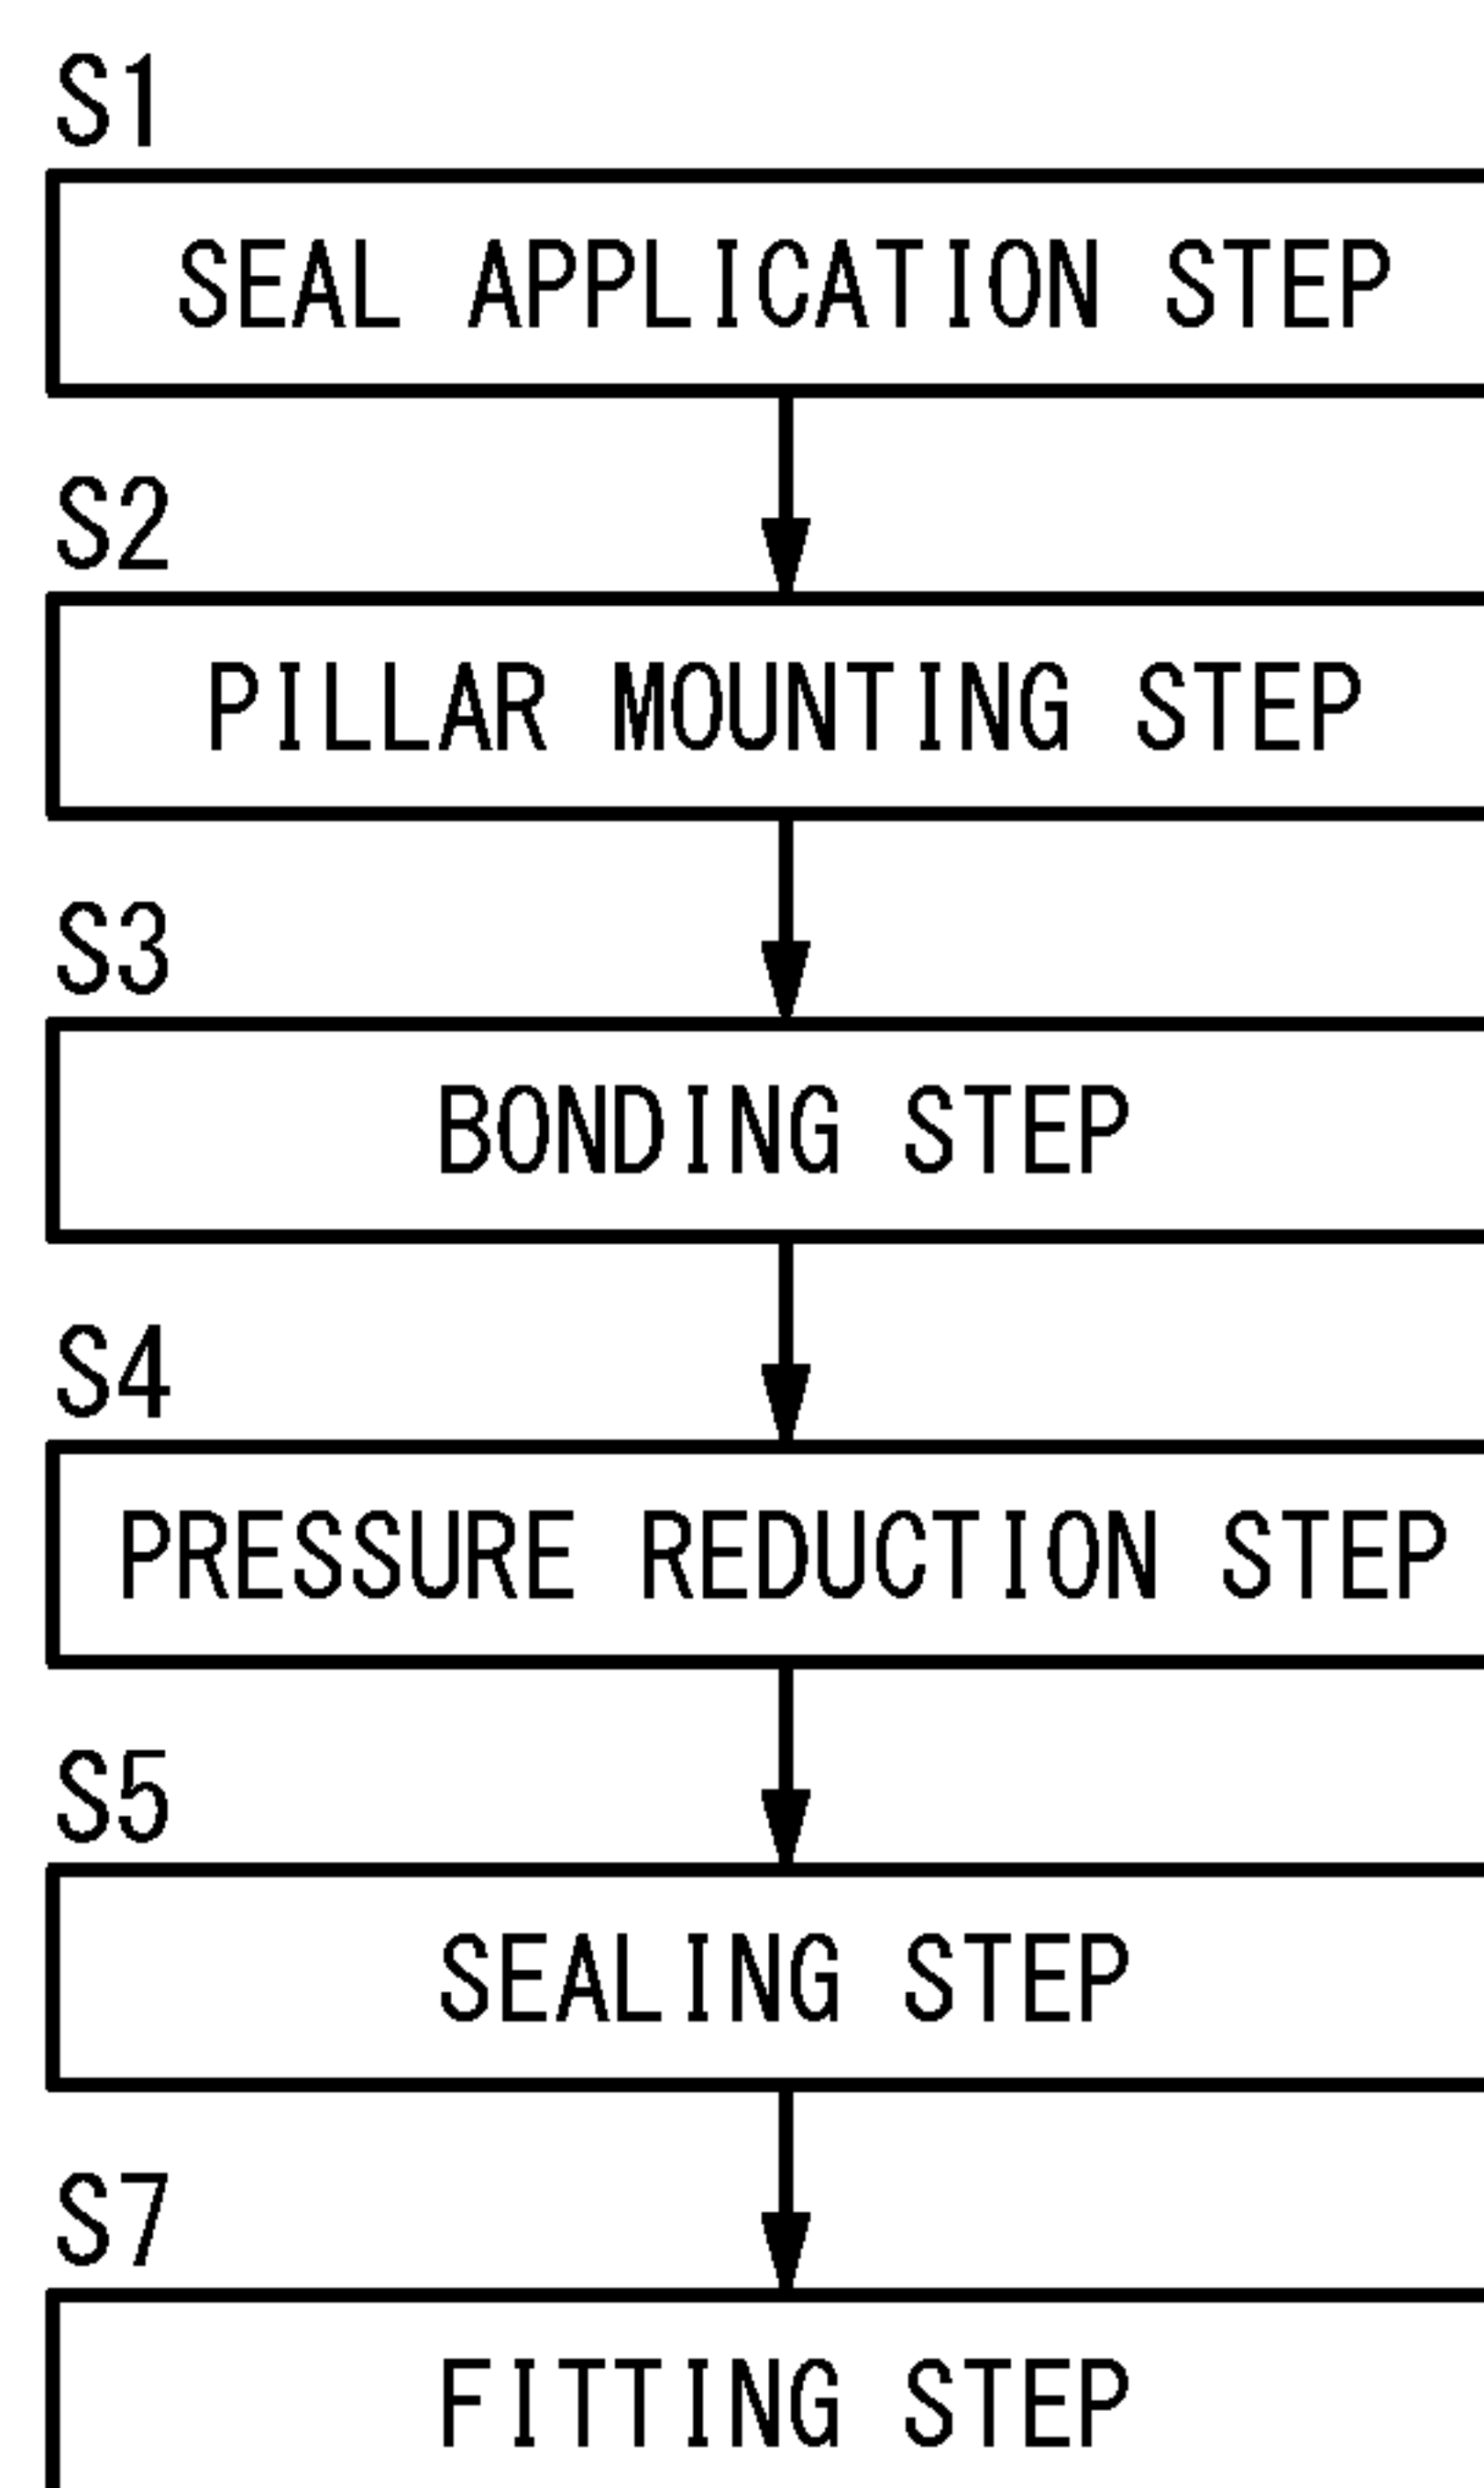 S1
SEAL APPLICATION STEP
S2
PILLAR MOUNTING STEP
S3
BONDING STEP
S4
PRESSURE REDUCTION STEP
S5
SEALING STEP
S7
FITTING STEP